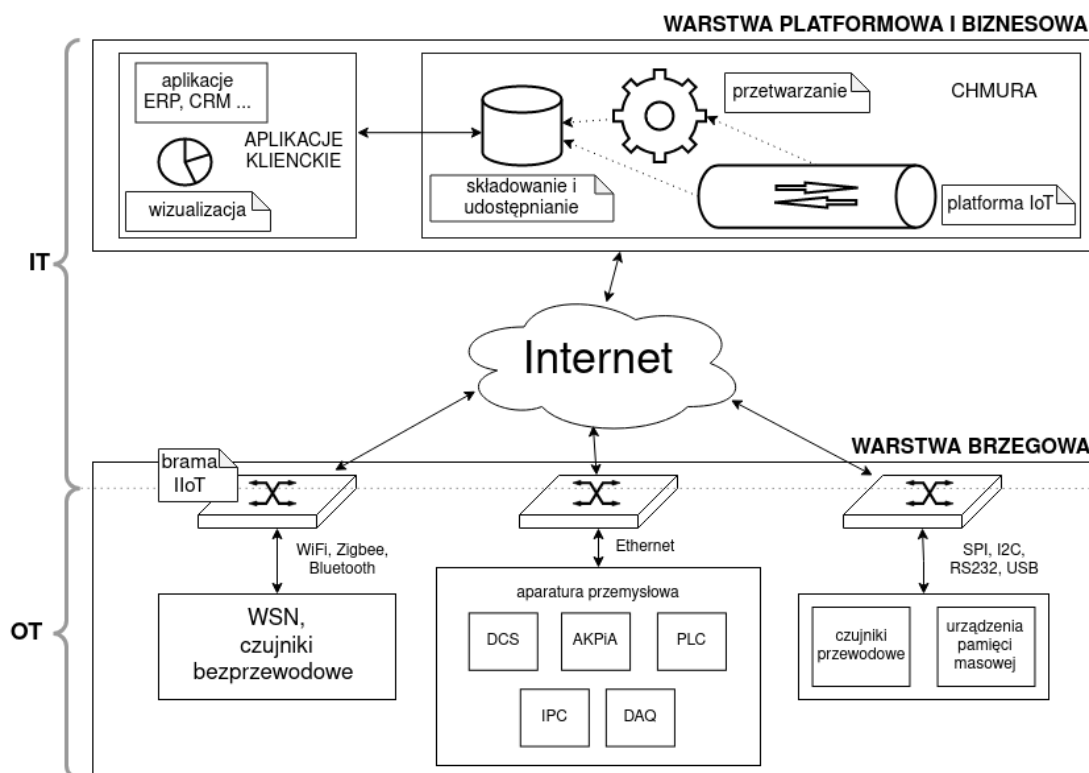 WARSTWA PLATFORMOWA I BIZNESOWA
aplikacje
ERP, CRM ...
APLIKACJE
KLIENCKIE
wizualizacja
przetwarzanie
CHMURA
składowanie i
udostępnianie
platforma IoT
IT
Internet
WARSTWA BRZEGOWA
brama
IIoT
WiFi, Zigbee,
Bluetooth
Ethernet
SPI, I2C,
RS232, USB
OT
WSN,
czujniki
bezprzewodowe
aparatura przemysłowa
DCS
AKPiA
PLC
IPC
DAQ
czujniki
przewodowe
urządzenia
pamięci
masowej